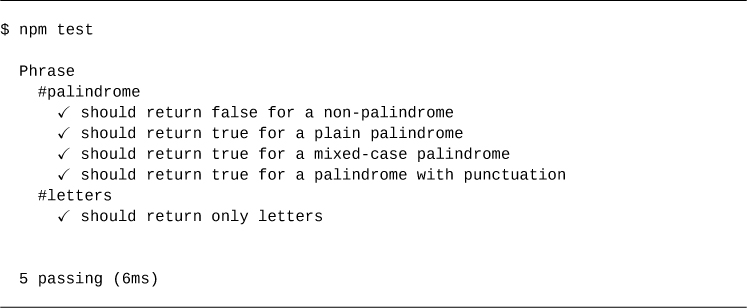 $ npm test
Phrase
#palindrome
✓ should return false for a non-palindrome
✓ should return true for a plain palindrome
✓ should return true for a mixed-case palindrome
✓ should return true for a palindrome with punctuation
#letters
✓ should return only letters
5 passing (6ms)